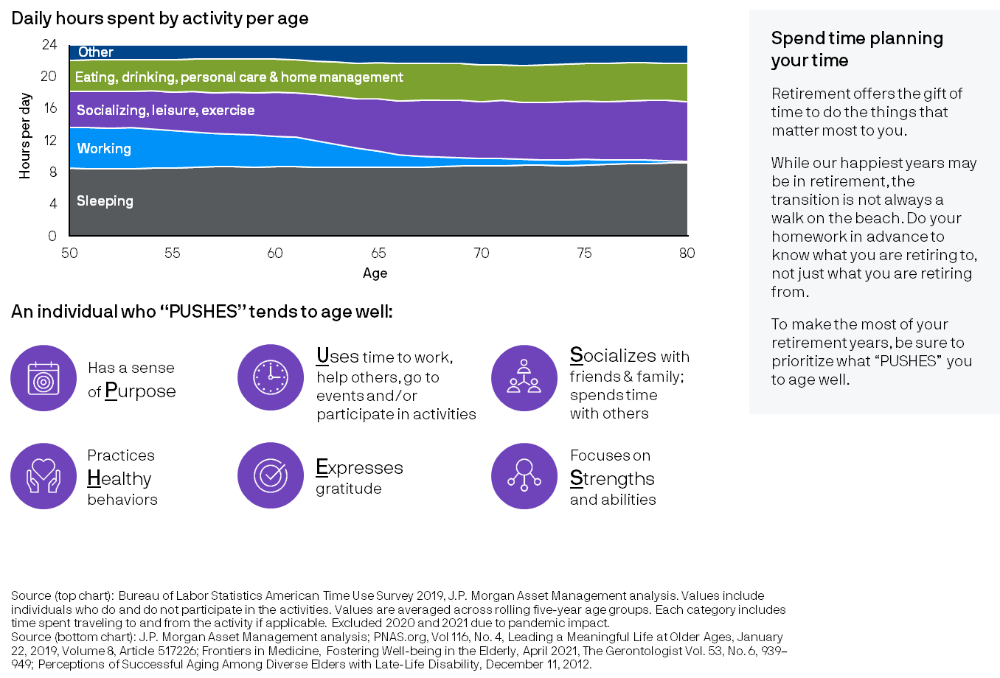 Daily hours spent by activity per age
24
20
16
12
8
4
0
Hours per day
Other
Eating, drinking, personal care & home management
Socializing, leisure, exercise
Working
Sleeping
50 55 60 65 70 75 80
Age
Spend time planning
your time
Retirement offers the gift of
time to do the things that
matter most to you.
While our happiest years may
be in retirement, the
transition is not always a
walk on the beach. Do your
homework in advance to
know what you are retiring to,
not just what you are retiring
from.
To make the most of your
retirement years, be sure to
prioritize what “PUSHES” you
to age well.
An individual who “PUSHES” tends to age well:
Has a sense
of Purpose
Uses time to work,
help others, go to
events and/or
participate in activities
Socializes with
friends & family;
spends time
with others
Practices
Healthy
behaviors
Expresses
gratitude
Focuses on
Strengths
and abilities
Source (top chart): Bureau of Labor Statistics American Time Use Survey 2019, J.P. Morgan Asset Management analysis. Values include
individuals who do and do not participate in the activities. Values are averaged across rolling five-year age groups. Each category includes
time spent traveling to and from the activity if applicable. Excluded 2020 and 2021 due to pandemic impact.
Source (bottom chart): J.P. Morgan Asset Management analysis; PNAS.org, Vol 116, No. 4, Leading a Meaningful Life at Older Ages, January
22, 2019, Volume 8, Article 517226; Frontiers in Medicine, Fostering Well-being in the Elderly, April 2021, The Gerontologist Vol. 53, No. 6, 939–
949; Perceptions of Successful Aging Among Diverse Elders with Late-Life Disability, December 11, 2012.